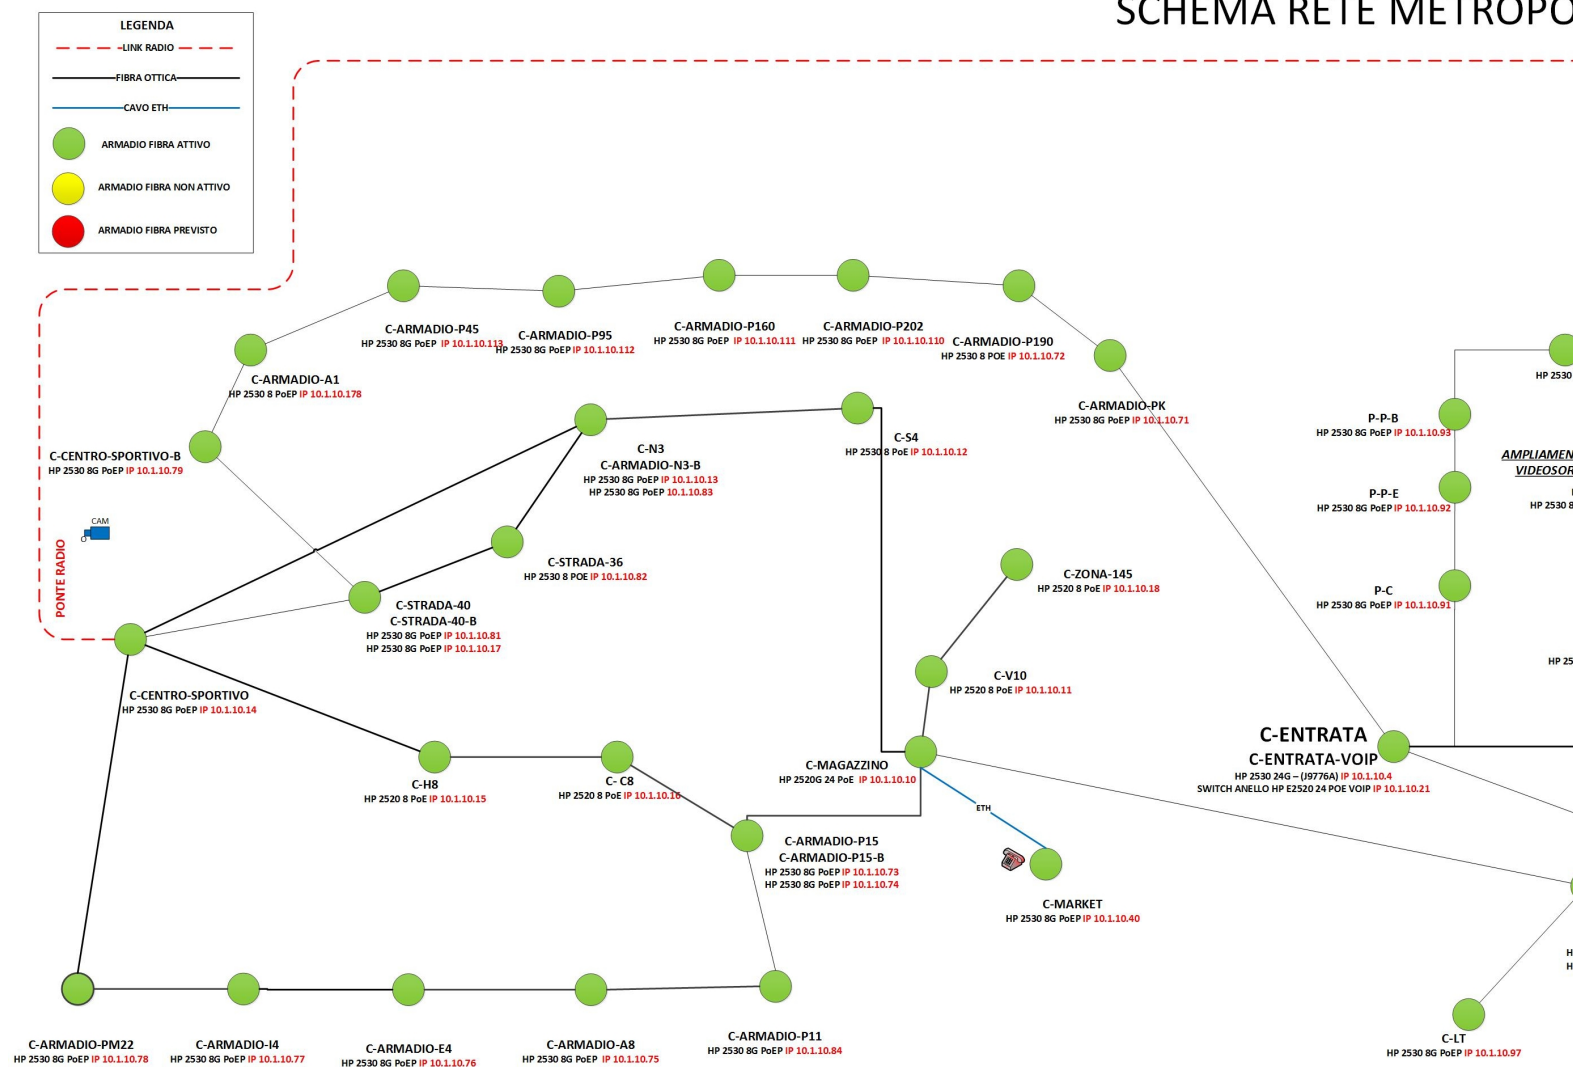 SCHEMA RETE METROPO
LEGENDA
LINK RADIO
FIBRA OTTICA
CAVO ETH
ARMADIO FIBRA ATTIVO
ARMADIO FIBRA NON ATTIVO
ARMADIO FIBRA PREVISTO
C-ARMADIO-P45
HP 2530 8G PoEP IP 10.1.10.113
C-ARMADIO-P95
HP 2530 8G PoEP IP 10.1.10.112
C-ARMADIO-P160
HP 2530 8G PoEP IP 10.1.10.111
C-ARMADIO-P202
HP 2530 8G PoEP IP 10.1.10.110
C-ARMADIO-P190
HP 2530 8 POE IP 10.1.10.72
C-ARMADIO-A1
HP 2530 8 PoEP IP 10.1.10.178
C-ARMADIO-PK
HP 2530 8G PoEP IP 10.1.10.71
HP 2530
P-P-B
HP 2530 8G PoEP IP 10.1.10.93
C-CENTRO-SPORTIVO-B
HP 2530 8G PoEP IP 10.1.10.79
C-N3
C-ARMADIO-N3-B
HP 2530 8G PoEP IP 10.1.10.13
HP 2530 8G PoEP 10.1.10.83
C-S4
HP 2530 8 PoE IP 10.1.10.12
AMPLIAMEN
VIDEOSOR
P-P-E
HP 2530 8G PoEP IP 10.1.10.92
HP 2530 8
CAM
PONTE RADIO
C-STRADA-36
HP 2530 8 POE IP 10.1.10.82
C-ZONA-145
HP 2520 8 PoE IP 10.1.10.18
P-C
HP 2530 8G PoEP IP 10.1.10.91
C-STRADA-40
C-STRADA-40-B
HP 2530 8G PoEP IP 10.1.10.81
HP 2530 8G PoEP IP 10.1.10.17
HP 25
C-CENTRO-SPORTIVO
HP 2530 8G PoEP IP 10.1.10.14
C-V10
HP 2520 8 PoE IP 10.1.10.11
C-ENTRATA
C-ENTRATA-VOIP
HP 2530 24G – (J9776A) IP 10.1.10.4
SWITCH ANELLO HP E2520 24 POE VOIP IP 10.1.10.21
C-H8
HP 2520 8 PoE IP 10.1.10.15
C- C8
HP 2520 8 PoE IP 10.1.10.16
C-MAGAZZINO
HP 2520G 24 PoE IP 10.1.10.10
ETH
C-ARMADIO-P15
C-ARMADIO-P15-B
HP 2530 8G PoEP IP 10.1.10.73
HP 2530 8G PoEP IP 10.1.10.74
C-MARKET
HP 2530 8G PoEP IP 10.1.10.40
H
H
C-ARMADIO-PM22
HP 2530 8G PoEP IP 10.1.10.78
C-ARMADIO-I4
HP 2530 8G PoEP IP 10.1.10.77
C-ARMADIO-E4
HP 2530 8G PoEP IP 10.1.10.76
C-ARMADIO-A8
HP 2530 8G PoEP IP 10.1.10.75
C-ARMADIO-P11
HP 2530 8G PoEP IP 10.1.10.84
C-LT
HP 2530 8G PoEP IP 10.1.10.97